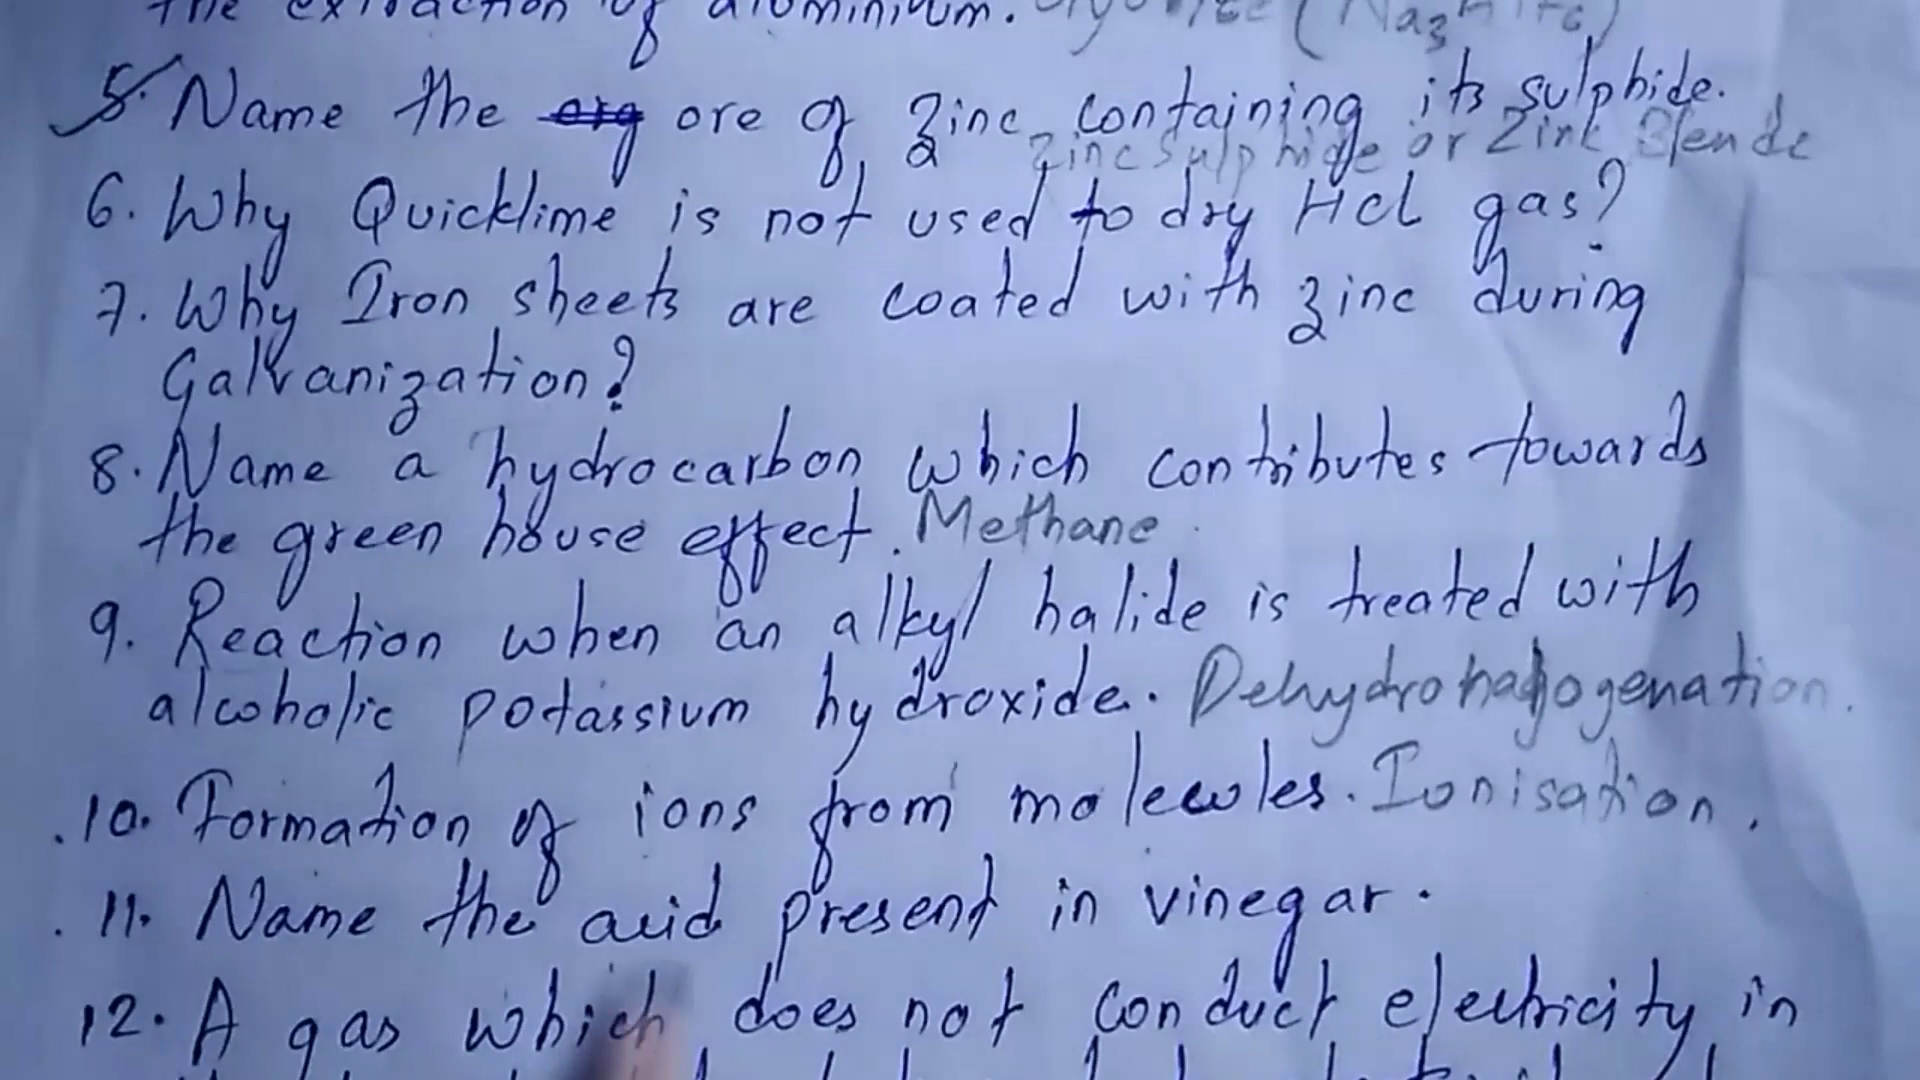 the extraction of aluminium.
5. Name the ore of Zinc containing its sulphide.
Zinc Sulphide or Zink Blende
6. Why Quicklime is not used to dry Hcl gas?
7. Why Iron sheets are coated with zinc during
Galvanization?
8. Name a hydrocarbon which contributes towards
the green house effect. Methane
9. Reaction when an alkyl halide is treated with
alcoholic potassium hydroxide. Dehydrohalogenation.
10. Formation of ions from molecules. Ionisation.
11. Name the acid present in vinegar.
12. A gas which does not conduct electricity in